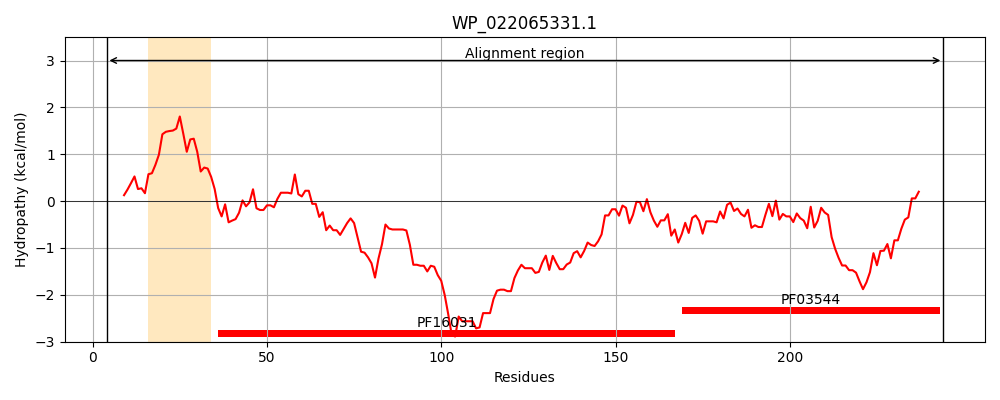 WP_022065331.1
Alignment region
Hydropathy (kcal/mol)
3
2
1
0
−1
−2
−3
PF03544
PF16031
0 50 100 150 200
Residues